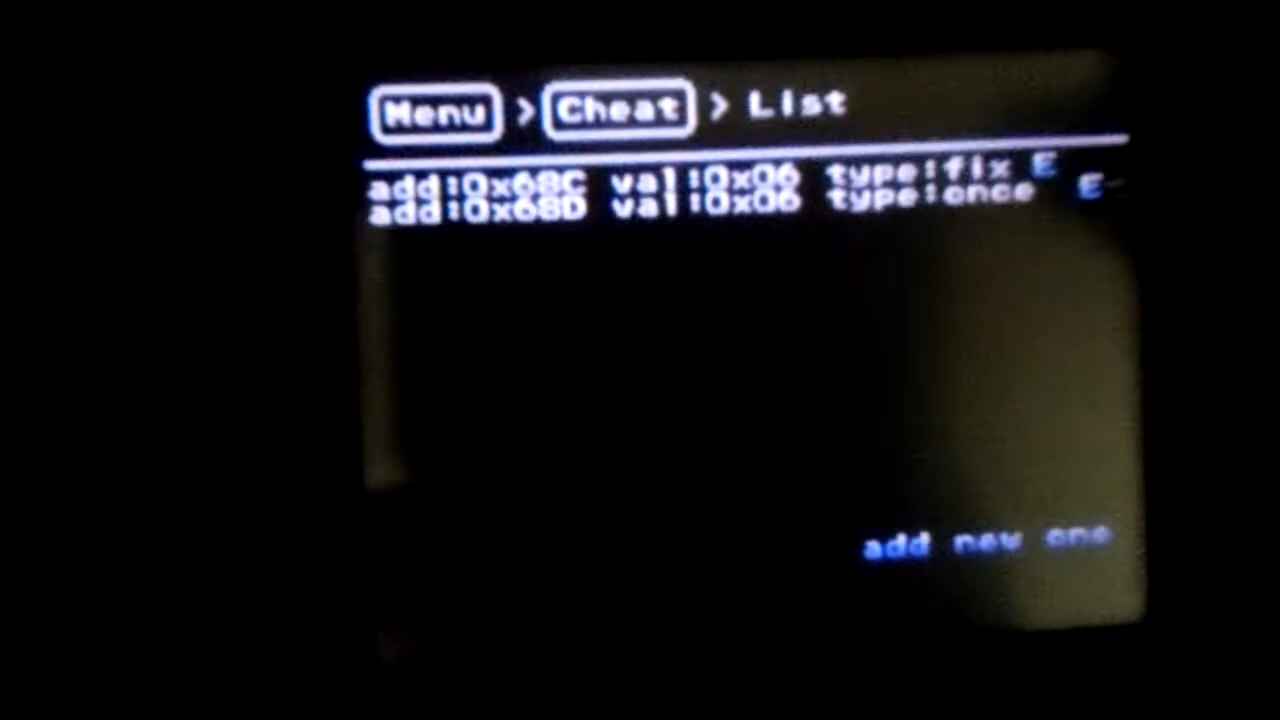 Menu > Cheat > List
add:0x68C val:0x06 type:fix E
add:0x68D val:0x06 type:once E
add new one